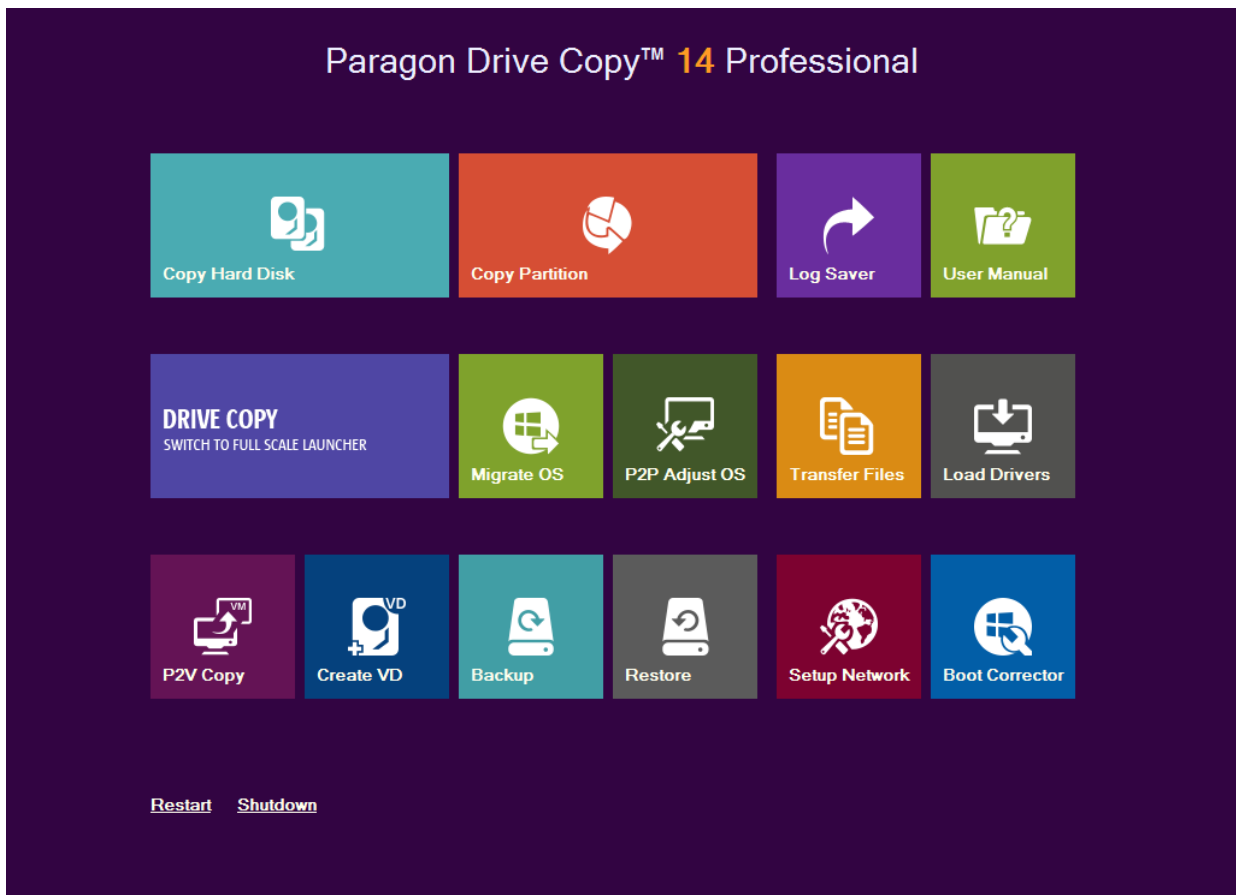 Paragon Drive Copy™ 14 Professional
Copy Hard Disk
Copy Partition
Log Saver
User Manual
DRIVE COPY
SWITCH TO FULL SCALE LAUNCHER
Migrate OS
P2P Adjust OS
Transfer Files
Load Drivers
VM
P2V Copy
VD
Create VD
Backup
Restore
Setup Network
Boot Corrector
Restart
Shutdown